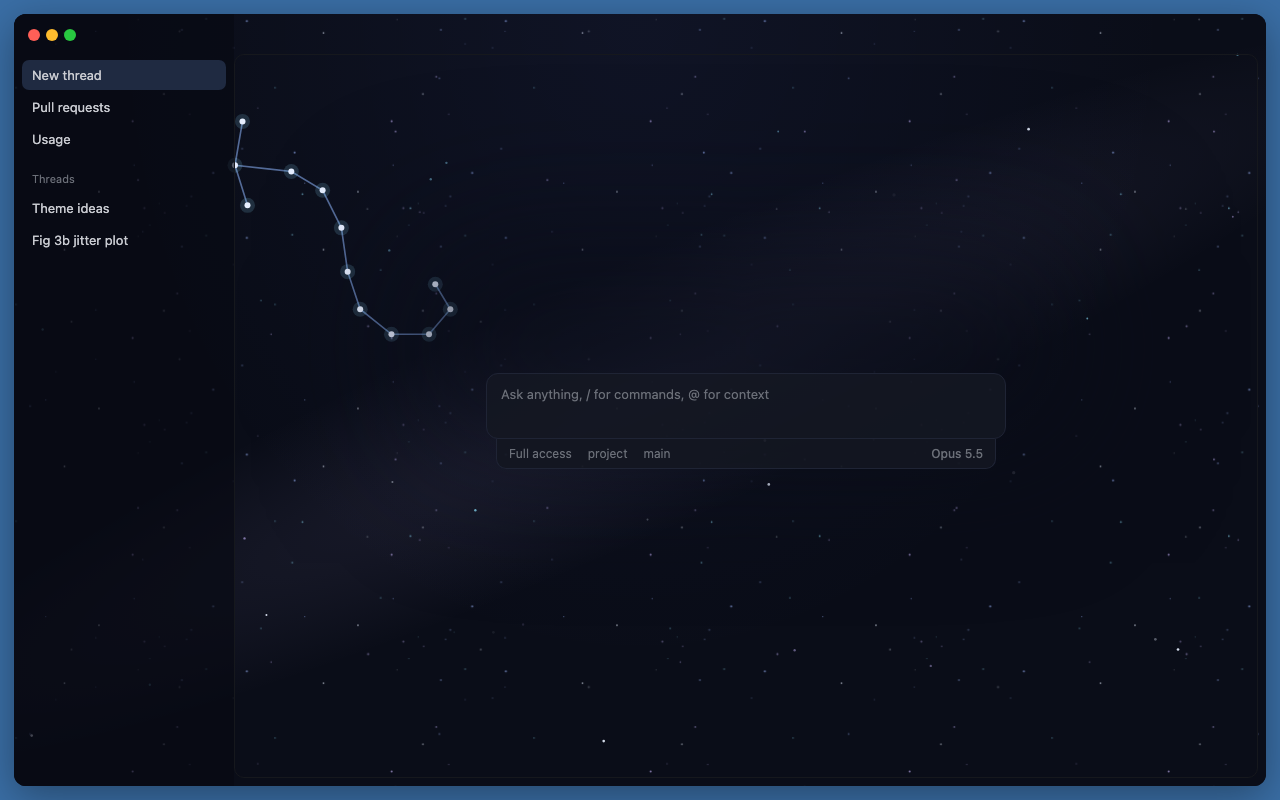 New thread
Pull requests
Usage
Threads
Theme ideas
Fig 3b jitter plot
Ask anything, / for commands, @ for context
Full access project main Opus 5.5